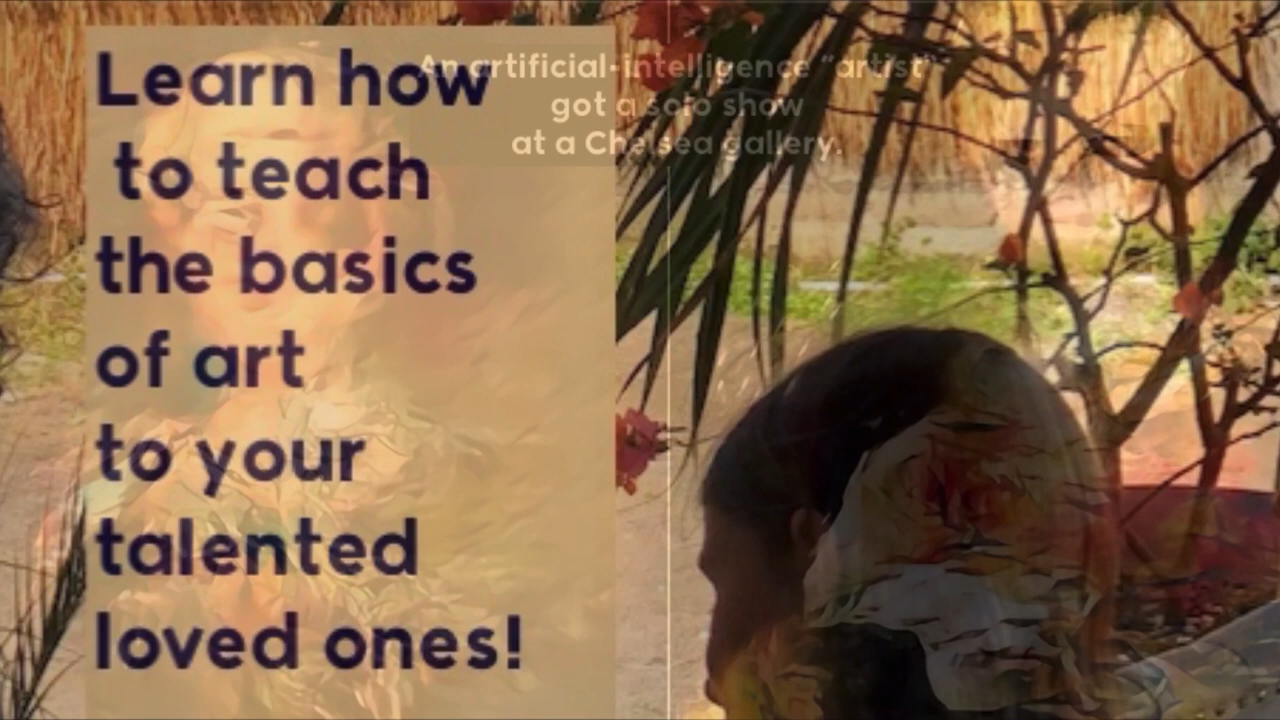 Learn how
to teach
the basics
of art
to your
talented
loved ones!
An artificial-intelligence “artist”
got a solo show
at a Chelsea gallery.